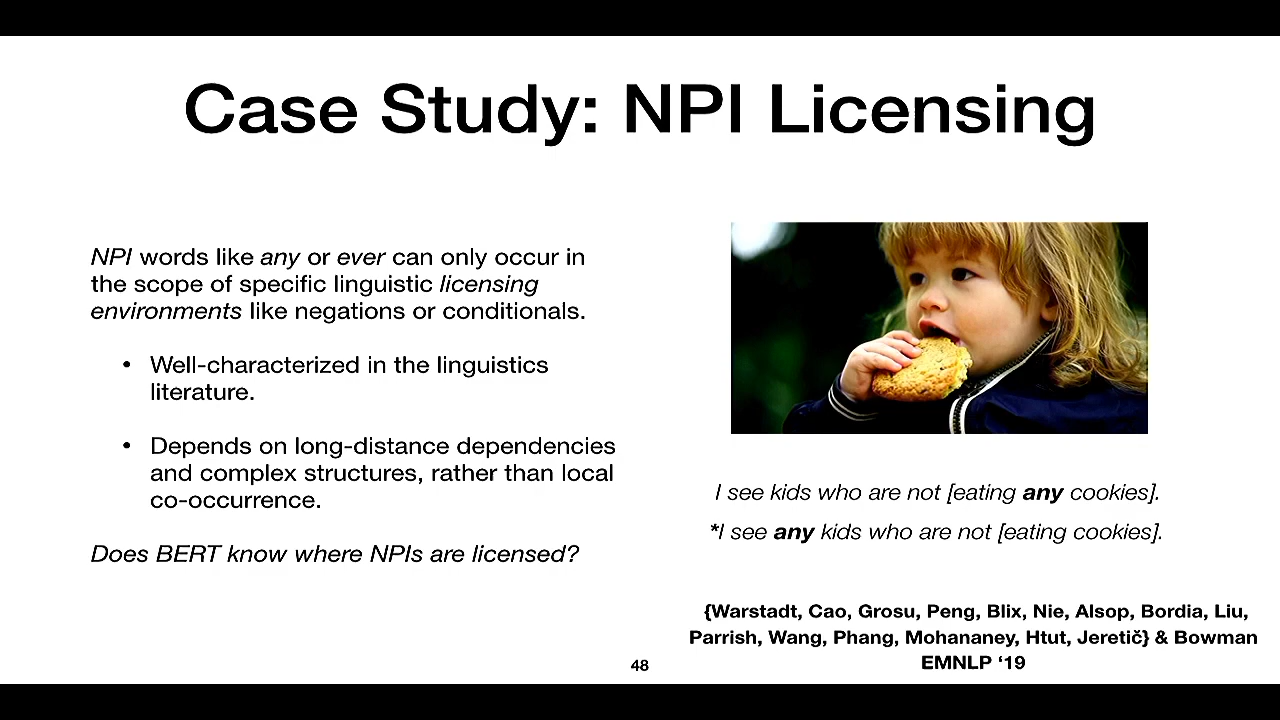 Case Study: NPI Licensing
NPI words like any or ever can only occur in
the scope of specific linguistic licensing
environments like negations or conditionals.
• Well-characterized in the linguistics
literature.
• Depends on long-distance dependencies
and complex structures, rather than local
co-occurrence.
Does BERT know where NPIs are licensed?
I see kids who are not [eating any cookies].
*I see any kids who are not [eating cookies].
{Warstadt, Cao, Grosu, Peng, Blix, Nie, Alsop, Bordia, Liu,
Parrish, Wang, Phang, Mohananey, Htut, Jeretič} & Bowman
EMNLP ‘19
48